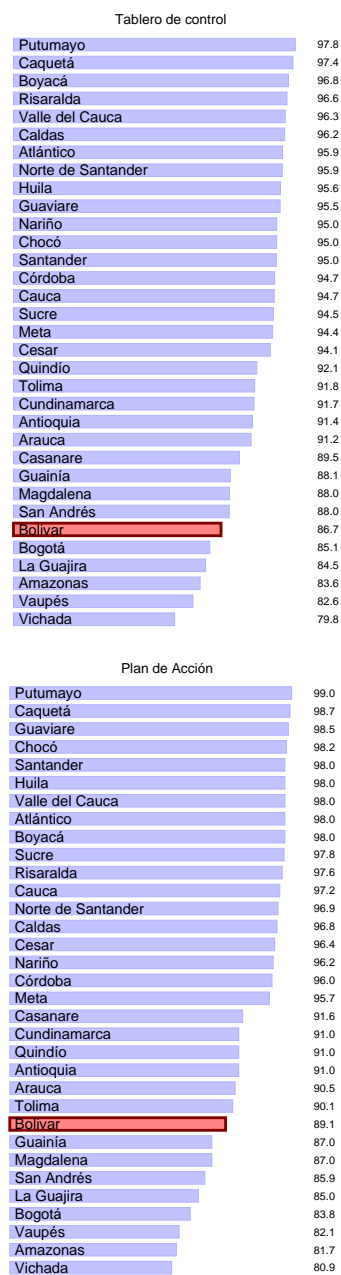 Tablero de control
Putumayo 97.8
Caquetá 97.4
Boyacá 96.8
Risaralda 96.6
Valle del Cauca 96.3
Caldas 96.2
Atlántico 95.9
Norte de Santander 95.9
Huila 95.6
Guaviare 95.5
Nariño 95.0
Chocó 95.0
Santander 95.0
Córdoba 94.7
Cauca 94.7
Sucre 94.5
Meta 94.4
Cesar 94.1
Quindío 92.1
Tolima 91.8
Cundinamarca 91.7
Antioquia 91.4
Arauca 91.2
Casanare 89.5
Guainía 88.1
Magdalena 88.0
San Andrés 88.0
Bolivar 86.7
Bogotá 85.1
La Guajira 84.5
Amazonas 83.6
Vaupés 82.6
Vichada 79.8
Plan de Acción
Putumayo 99.0
Caquetá 98.7
Guaviare 98.5
Chocó 98.2
Santander 98.0
Huila 98.0
Valle del Cauca 98.0
Atlántico 98.0
Boyacá 98.0
Sucre 97.8
Risaralda 97.6
Cauca 97.2
Norte de Santander 96.9
Caldas 96.8
Cesar 96.4
Nariño 96.2
Córdoba 96.0
Meta 95.7
Casanare 91.6
Cundinamarca 91.0
Quindío 91.0
Antioquia 91.0
Arauca 90.5
Tolima 90.1
Bolivar 89.1
Guainía 87.0
Magdalena 87.0
San Andrés 85.9
La Guajira 85.0
Bogotá 83.8
Vaupés 82.1
Amazonas 81.7
Vichada 80.9